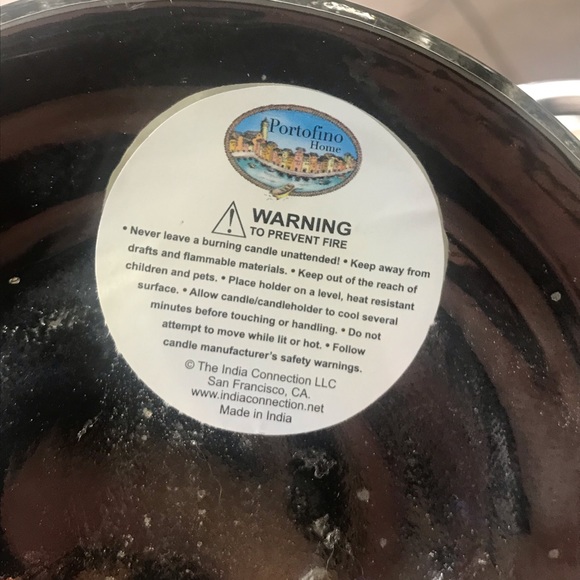 Portofino
Home
WARNING
TO PREVENT FIRE
• Never leave a burning candle unattended! • Keep away from
drafts and flammable materials. • Keep out of the reach of
children and pets. • Place holder on a level, heat resistant
surface. • Allow candle/candleholder to cool several
minutes before touching or handling. • Do not
attempt to move while lit or hot. • Follow
candle manufacturer's safety warnings.
© The India Connection LLC
San Francisco, CA.
www.indiaconnection.net
Made in India